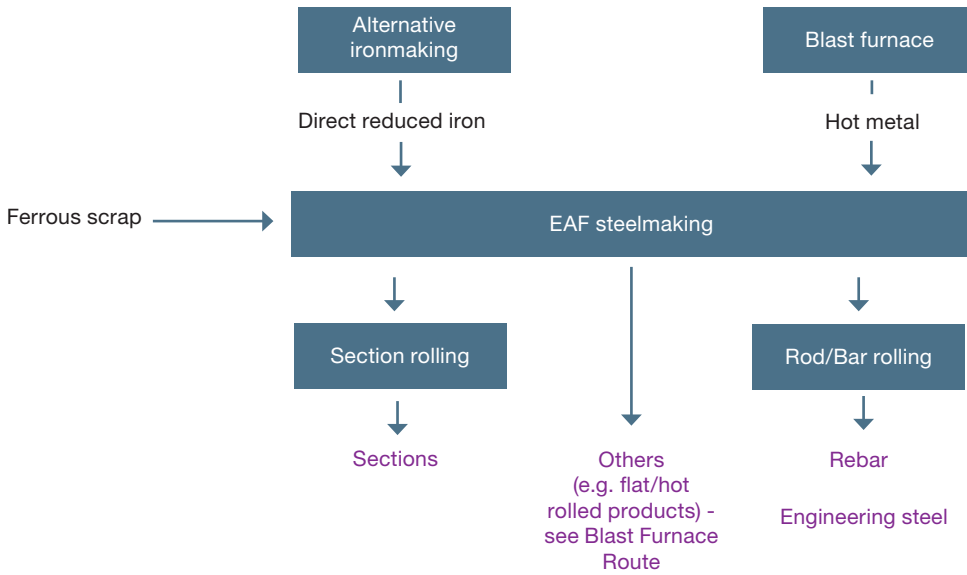 Alternative
ironmaking
Blast furnace
Direct reduced iron
Hot metal
Ferrous scrap
EAF steelmaking
Section rolling
Rod/Bar rolling
Sections
Others
(e.g. flat/hot
rolled products) -
see Blast Furnace
Route
Rebar
Engineering steel